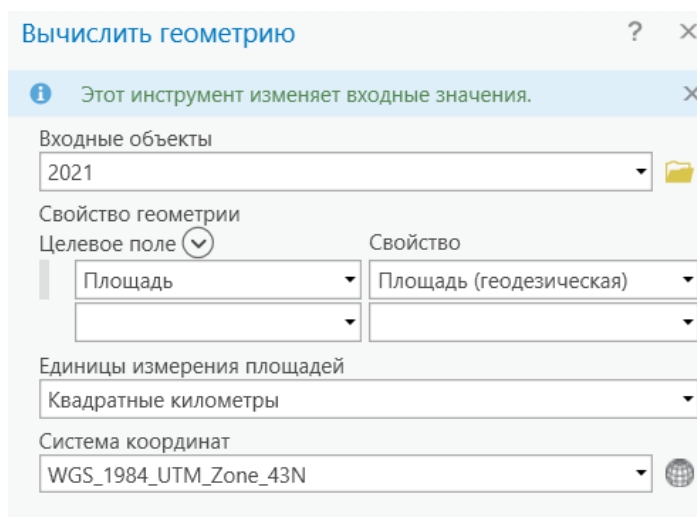 Вычислить геометрию ? ×
Этот инструмент изменяет входные значения. ×
Входные объекты
2021
Свойство геометрии
Целевое поле Свойство
Площадь Площадь (геодезическая)
Единицы измерения площадей
Квадратные километры
Система координат
WGS_1984_UTM_Zone_43N